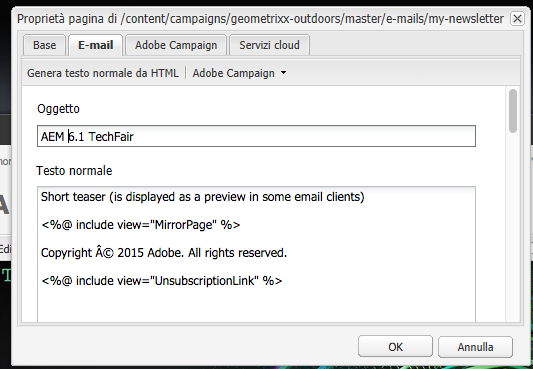 Proprietà pagina di /content/campaigns/geometrixx-outdoors/master/e-mails/my-newsletter
Base E-mail Adobe Campaign Servizi cloud
Genera testo normale da HTML Adobe Campaign
Oggetto
AEM 6.1 TechFair
Testo normale
Short teaser (is displayed as a preview in some email clients)
<%@ include view="MirrorPage" %>
Copyright Â© 2015 Adobe. All rights reserved.
<%@ include view="UnsubscriptionLink" %>
OK Annulla